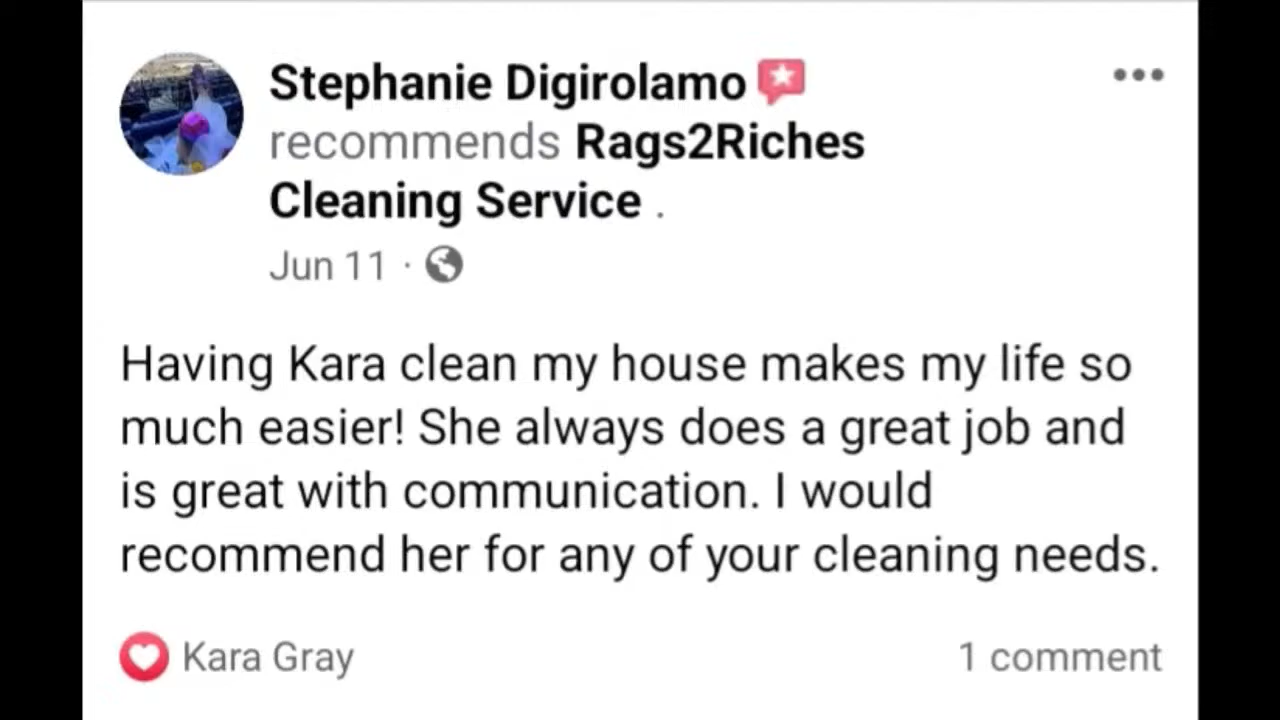 Stephanie Digirolamo
recommends Rags2Riches
Cleaning Service .
Jun 11 ·
Having Kara clean my house makes my life so
much easier! She always does a great job and
is great with communication. I would
recommend her for any of your cleaning needs.
Kara Gray 1 comment